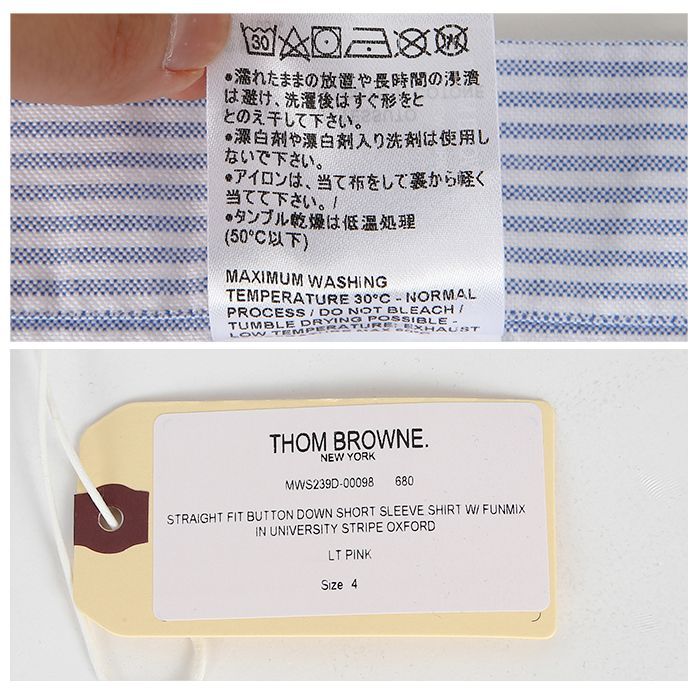 30
•濡れたままの放置や長時間の浸漬
は避け、洗濯後はすぐ形をと
とのえ干して下さい。
•漂白剤や漂白剤入り洗剤は使用し
ないで下さい。
•アイロンは、当て布をして裏から軽く
当てて下さい。/
•タンブル乾燥は低温処理
(50°C以下)
MAXIMUM WASHING
TEMPERATURE 30°C - NORMAL
PROCESS / DO NOT BLEACH /
TUMBLE DRYING POSSIBLE -
LOW TEMPERATURE: EXHAUST
THOM BROWNE.
NEW YORK
MWS239D-00098 680
STRAIGHT FIT BUTTON DOWN SHORT SLEEVE SHIRT W/ FUNMIX
IN UNIVERSITY STRIPE OXFORD
LT PINK
Size 4